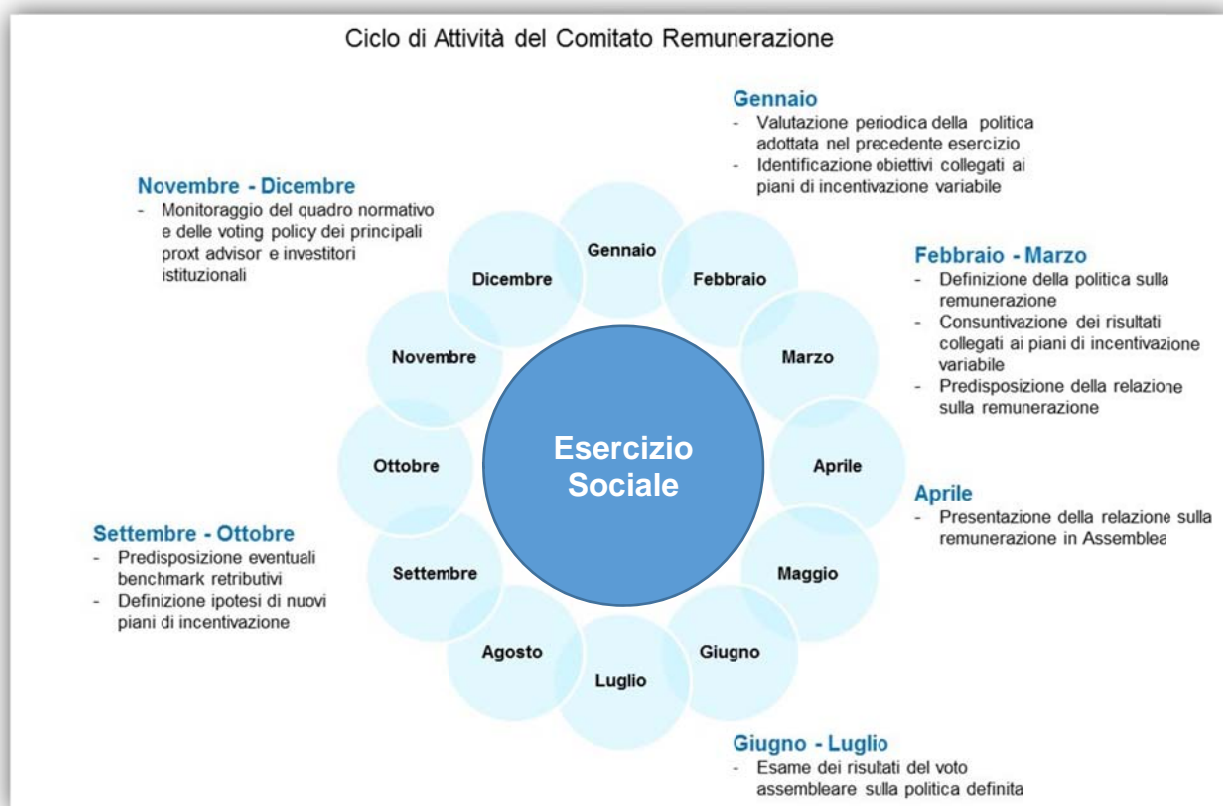 Ciclo di Attività del Comitato Remunerazione
Gennaio
- Valutazione periodica della politica
adottata nel precedente esercizio
- Identificazione obiettivi collegati ai
piani di incentivazione variabile
Novembre - Dicembre
- Monitoraggio del quadro normativo
e delle voting policy dei principali
proxt advisor e investitori
istituzionali
Febbraio - Marzo
- Definizione della politica sulla
remunerazione
- Consuntivazione dei risultati
collegati ai piani di incentivazione
variabile
- Predisposizione della relazione
sulla remunerazione
Aprile
- Presentazione della relazione sulla
remunerazione in Assemblea
Settembre - Ottobre
- Predisposizione eventuali
benchmark retributivi
- Definizione ipotesi di nuovi
piani di incentivazione
Giugno - Luglio
- Esame dei risultati del voto
assembleare sulla politica definita
Gennaio
Febbraio
Marzo
Aprile
Maggio
Giugno
Luglio
Agosto
Settembre
Ottobre
Novembre
Dicembre
Esercizio
Sociale